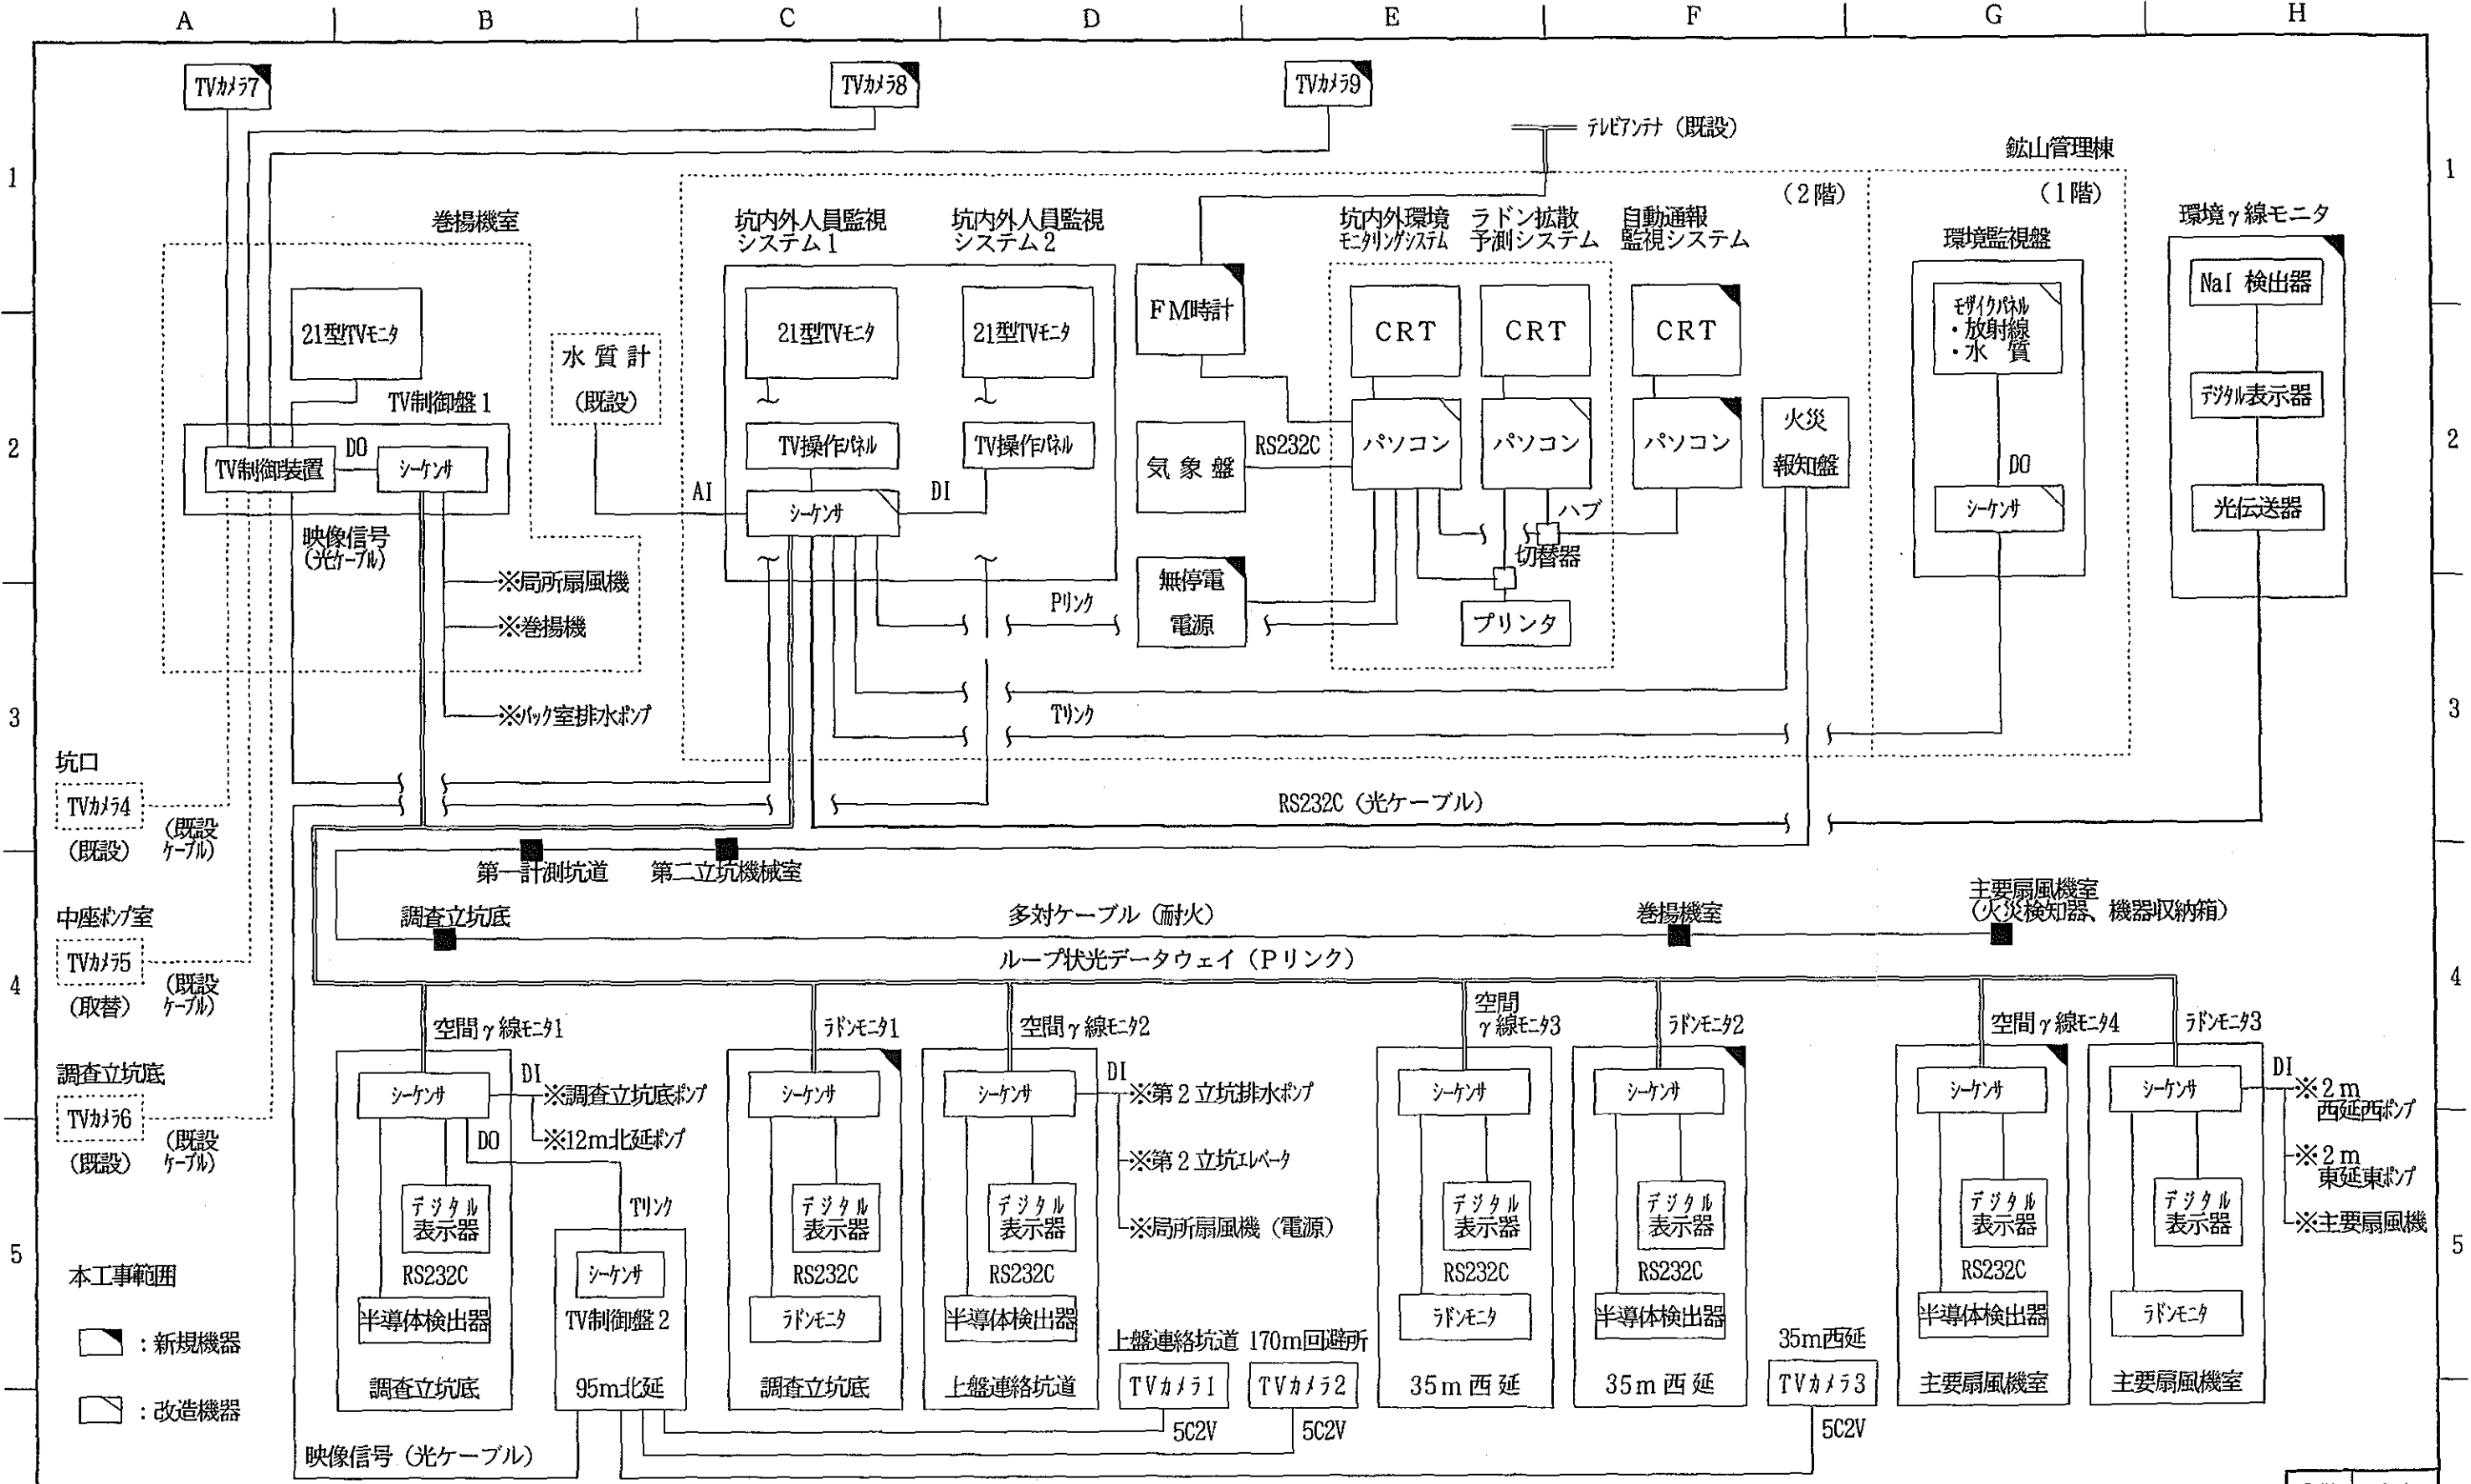 A B C D E F G H
TVカメラ7
TVカメラ8
TVカメラ9
テレビアンテナ（既設）
鉱山管理棟
1
1
（２階）
（１階）
巻揚機室
坑内外人員監視
システム１
坑内外人員監視
システム２
坑内外環境
モニタリングシステム
ラドン拡散
予測システム
自動通報
監視システム
環境監視盤
環境γ線モニタ
21型TVモニタ
水質計
（既設）
21型TVモニタ
21型TVモニタ
ＦＭ時計
ＣＲＴ
ＣＲＴ
ＣＲＴ
モザイクパネル
・放射線
・水　質
NaI 検出器
デジタル表示器
光伝送器
2
2
TV制御盤１
TV制御装置
DO
シーケンサ
映像信号
（光ケーブル）
TV操作パネル
TV操作パネル
AI
シーケンサ
DI
気象盤
RS232C
パソコン
パソコン
パソコン
火災
報知盤
DO
シーケンサ
ハブ
切替器
※局所扇風機
※巻揚機
※バック室排水ポンプ
Pリンク
無停電
電源
プリンタ
3
3
Tリンク
坑口
TVカメラ4
（既設）
（既設
ケーブル）
RS232C（光ケーブル）
第一計測坑道
第二立坑機械室
中座ポンプ室
TVカメラ5
（取替）
（既設
ケーブル）
調査立坑底
多対ケーブル（耐火）
巻揚機室
主要扇風機室
（火災検知器、機器収納箱）
ループ状光データウェイ（Ｐリンク）
4
4
調査立坑底
TVカメラ6
（既設）
（既設
ケーブル）
空間γ線モニタ1
シーケンサ
DI
※調査立坑底ポンプ
※12m北延ポンプ
DO
デジタル
表示器
RS232C
半導体検出器
調査立坑底
Tリンク
シーケンサ
TV制御盤２
95m北延
ラドンモニタ1
シーケンサ
デジタル
表示器
RS232C
ラドンモニタ
調査立坑底
空間γ線モニタ2
シーケンサ
DI
※第２立坑排水ポンプ
※第２立坑エレベータ
※局所扇風機（電源）
デジタル
表示器
RS232C
半導体検出器
上盤連絡坑道
上盤連絡坑道
TVカメラ1
5C2V
170m回避所
TVカメラ2
5C2V
空間
γ線モニタ3
シーケンサ
デジタル
表示器
RS232C
ラドンモニタ
35m西延
ラドンモニタ2
シーケンサ
デジタル
表示器
RS232C
半導体検出器
35m西延
35m西延
TVカメラ3
5C2V
空間γ線モニタ4
シーケンサ
デジタル
表示器
RS232C
半導体検出器
主要扇風機室
ラドンモニタ3
シーケンサ
DI
※２m
西延西ポンプ
※２m
東延東ポンプ
※主要扇風機
デジタル
表示器
ラドンモニタ
主要扇風機室
5
5
本工事範囲
：新規機器
：改造機器
映像信号（光ケーブル）